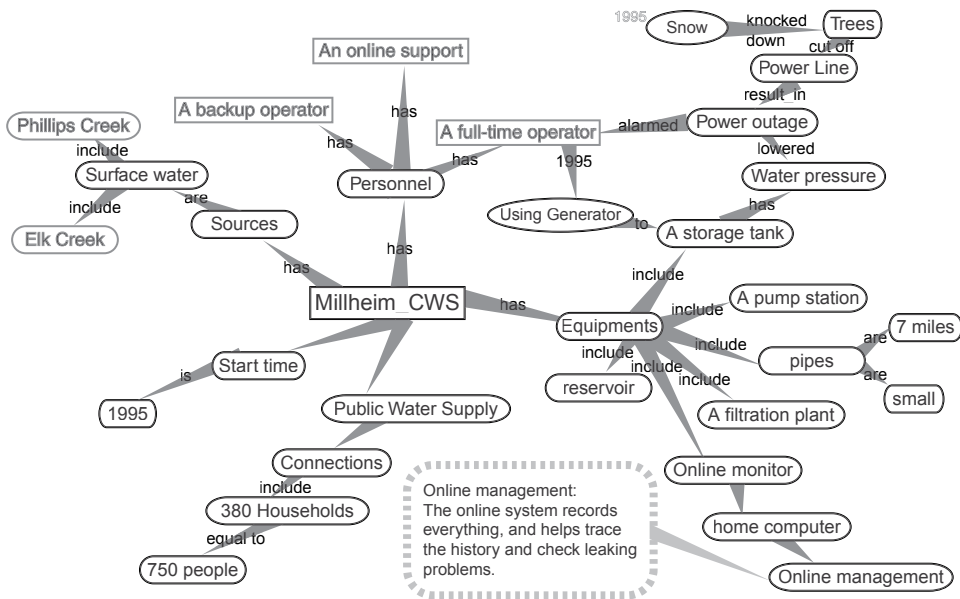 1995
Snow
knocked
down
Trees
cut off
Power Line
result_in
Power outage
alarmed
lowered
Water pressure
has
A storage tank
An online support
has
A backup operator
has
A full-time operator
has
1995
Using Generator
to
Personnel
has
Phillips Creek
include
Surface water
include
are
Elk Creek
Sources
has
Millheim_CWS
has
Equipments
include
include
A pump station
include
pipes
are
7 miles
are
small
include
reservoir
include
include
A filtration plant
Start time
is
1995
Public Water Supply
Connections
include
380 Households
equal to
750 people
Online monitor
home computer
Online management
Online management:
The online system records
everything, and helps trace
the history and check leaking
problems.